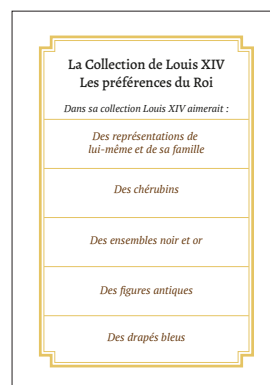 La Collection de Louis XIV
Les préférences du Roi
Dans sa collection Louis XIV aimerait :
Des représentations de
lui-même et de sa famille
Des chérubins
Des ensembles noir et or
Des figures antiques
Des drapés bleus